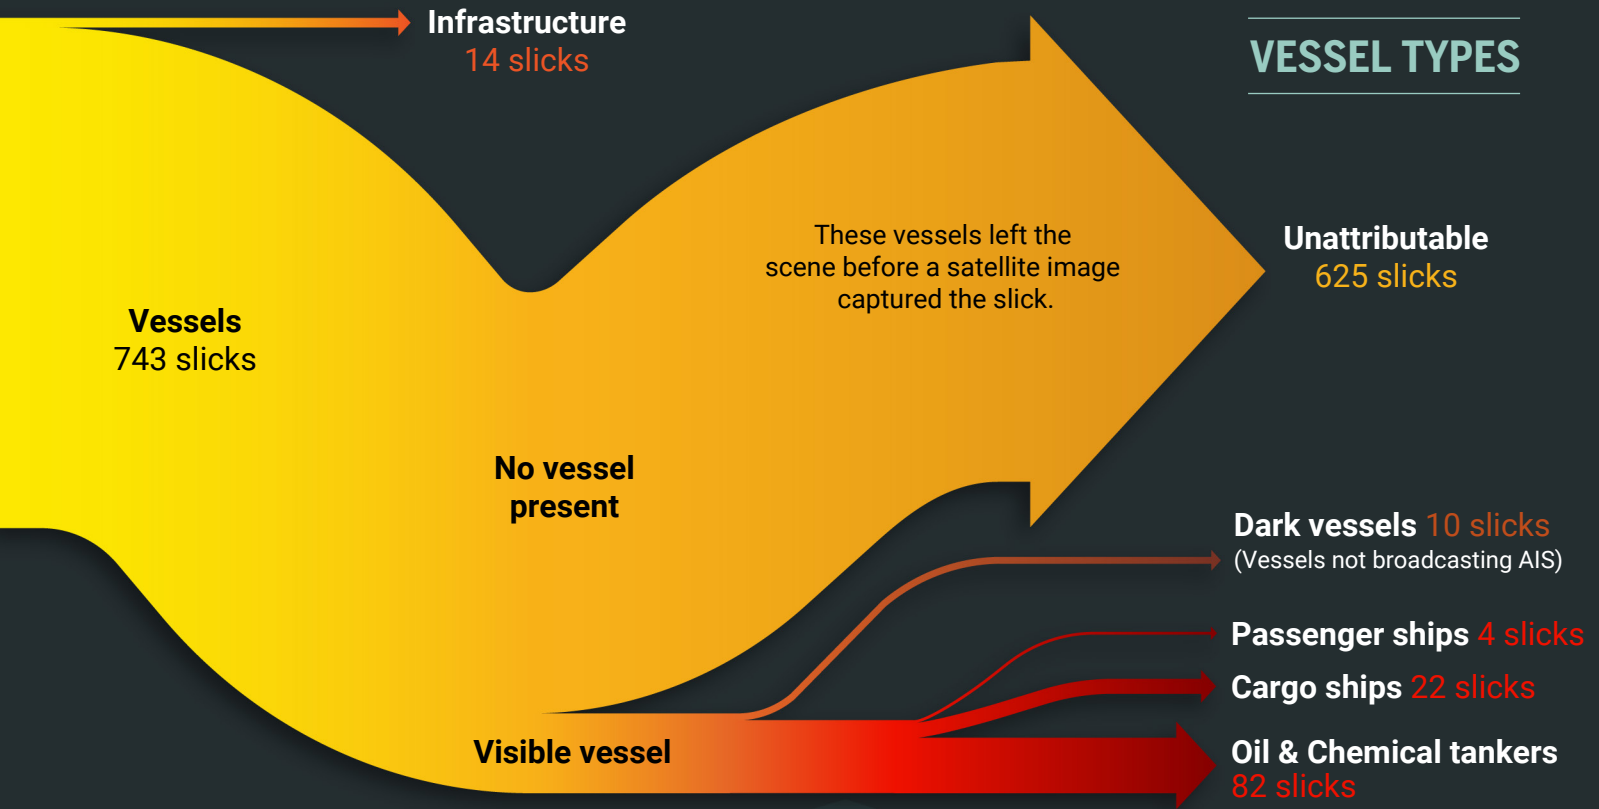 Infrastructure
14 slicks
VESSEL TYPES
These vessels left the
scene before a satellite image
captured the slick.
Unattributable
625 slicks
Vessels
743 slicks
No vessel
present
Dark vessels 10 slicks
(Vessels not broadcasting AIS)
Passenger ships 4 slicks
Cargo ships 22 slicks
Visible vessel
Oil & Chemical tankers
82 slicks